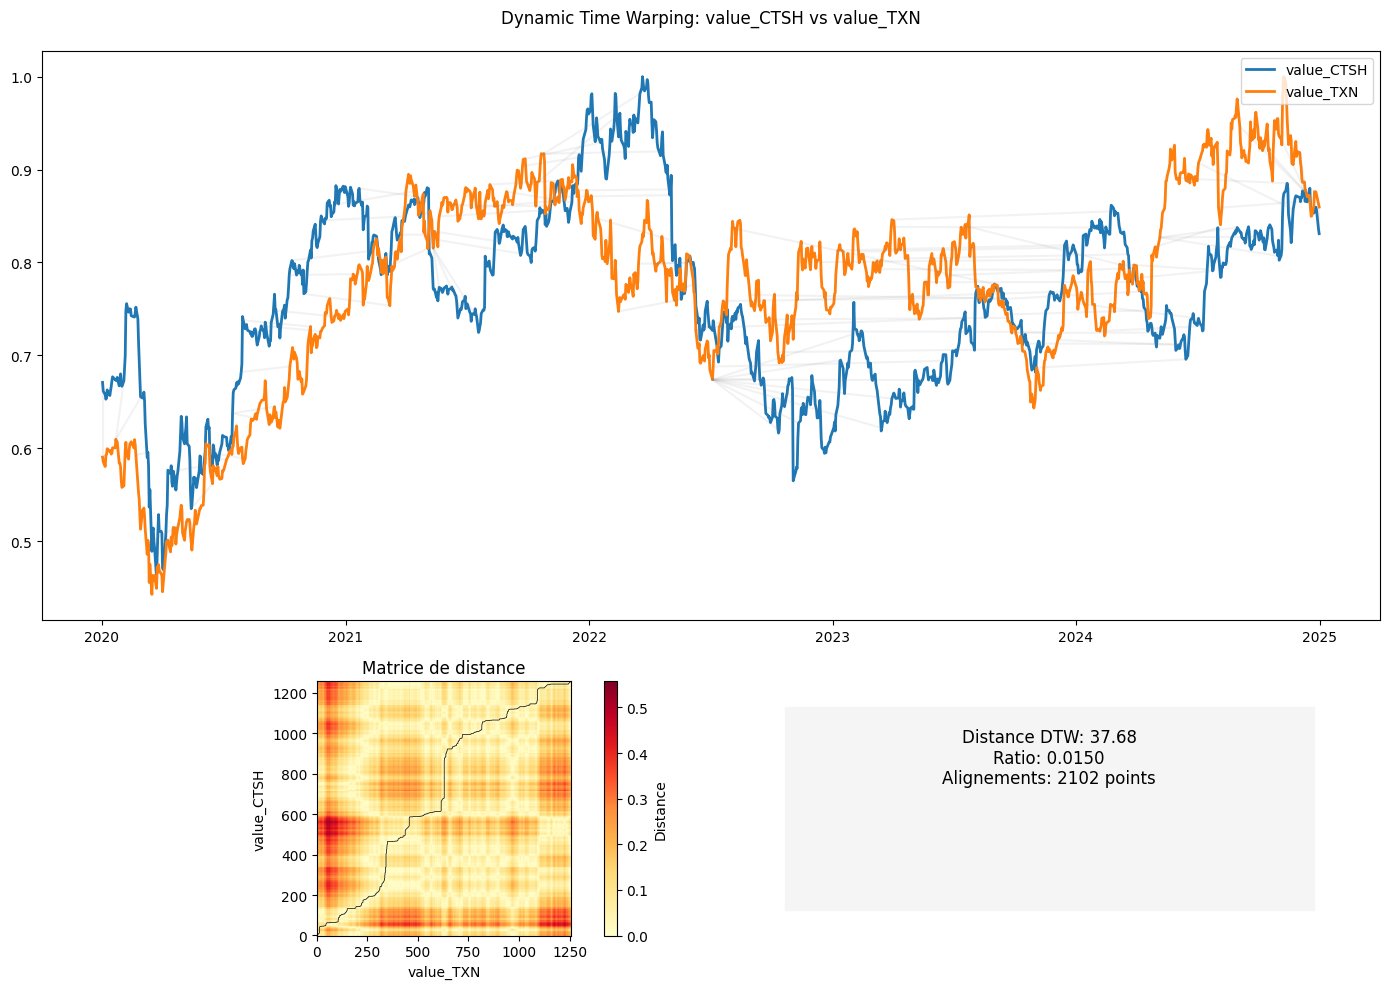 Dynamic Time Warping: value_CTSH vs value_TXN
value_CTSH
value_TXN
1.0
0.9
0.8
0.7
0.6
0.5
2020 2021 2022 2023 2024 2025
Matrice de distance
value_CTSH
1200
1000
800
600
400
200
0
0 250 500 750 1000 1250
value_TXN
0.5
0.4
0.3
0.2
0.1
0.0
Distance
Distance DTW: 37.68
Ratio: 0.0150
Alignements: 2102 points